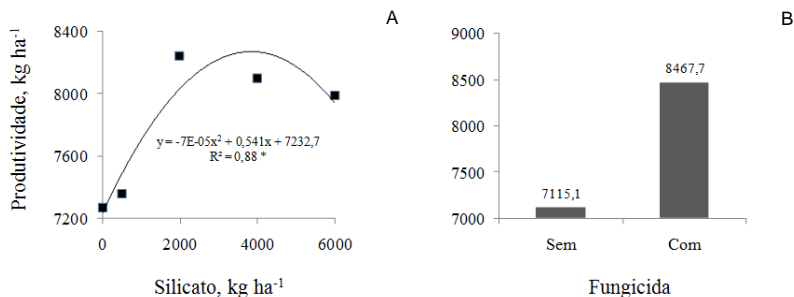 A
Produtividade, kg ha-1
8400
8000
7600
7200
y = -7E-05x² + 0,541x + 7232,7
R² = 0,88 *
0
2000
4000
6000
Silicato, kg ha-1
B
9000
8500
8000
7500
7000
7115,1
8467,7
Sem
Com
Fungicida